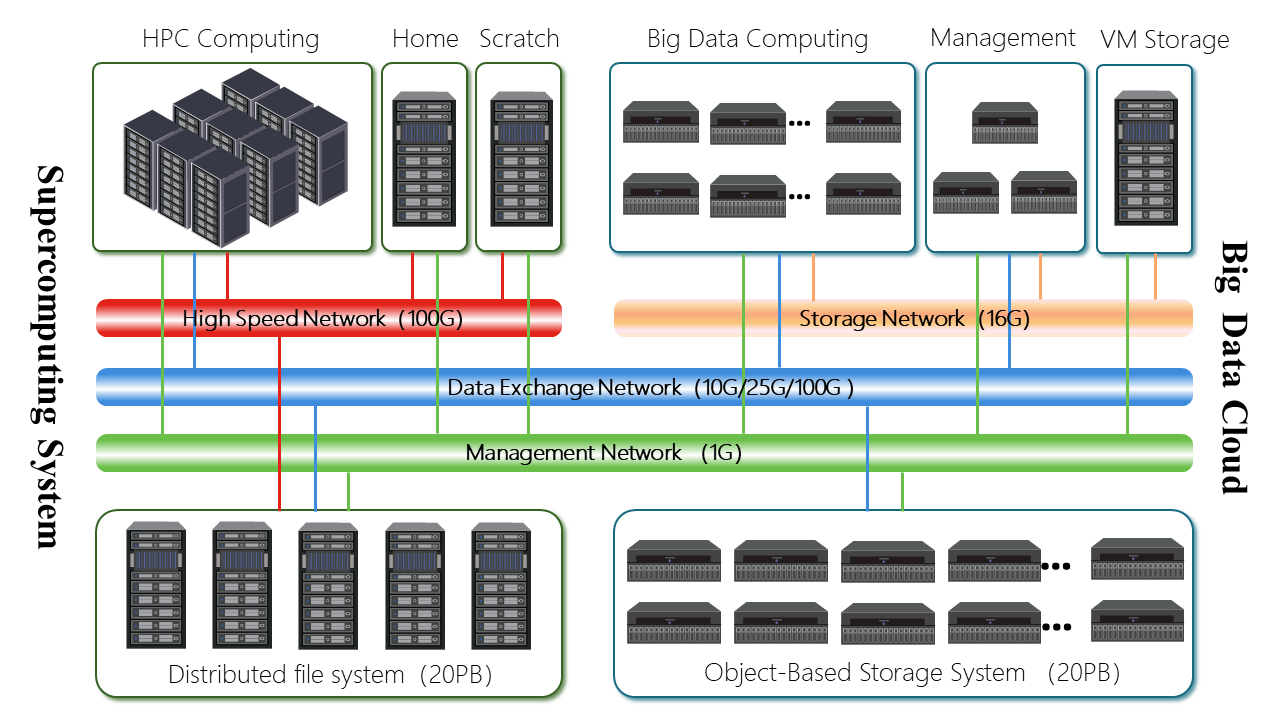 HPC Computing
Home
Scratch
Big Data Computing
Management
VM Storage
Supercomputing System
Big Data Cloud
High Speed Network（100G）
Storage Network（16G）
Data Exchange Network（10G/25G/100G ）
Management Network （1G）
Distributed file system（20PB）
Object-Based Storage System （20PB）